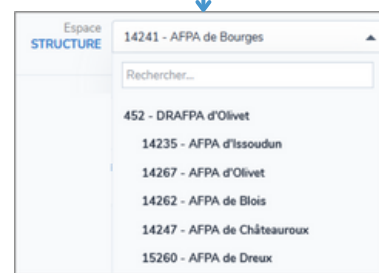 Espace
STRUCTURE
14241 - AFPA de Bourges
Rechercher...
452 - DRAFPA d'Olivet
14235 - AFPA d'Issoudun
14267 - AFPA d'Olivet
14262 - AFPA de Blois
14247 - AFPA de Châteauroux
15260 - AFPA de Dreux